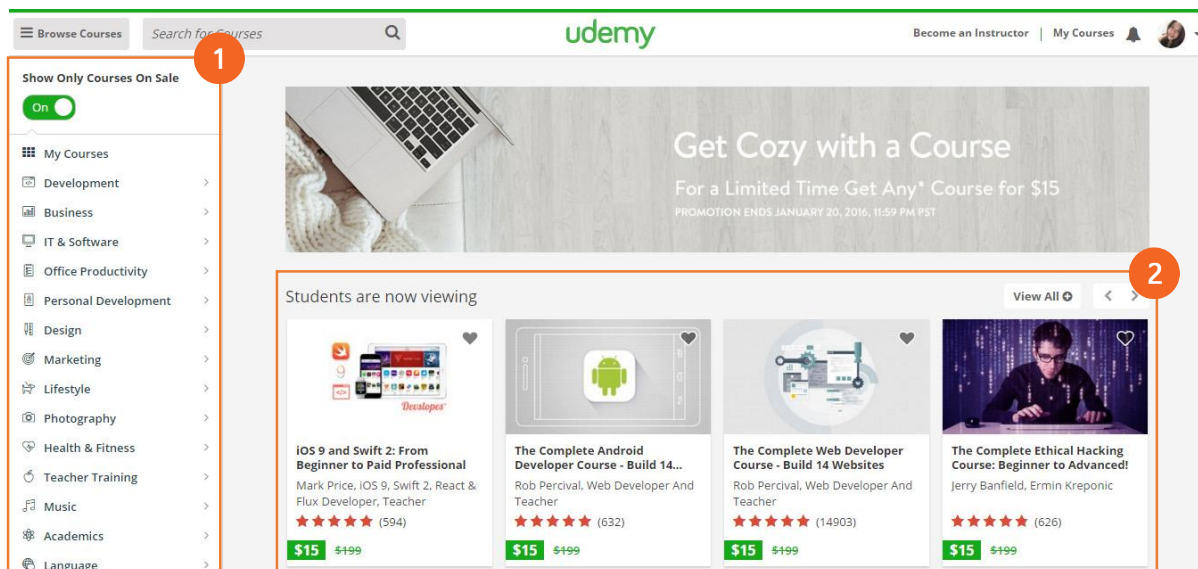 Browse Courses
Search for Courses
udemy
Become an Instructor | My Courses
1
Show Only Courses On Sale
On
My Courses
Development
Business
IT & Software
Office Productivity
Personal Development
Design
Marketing
Lifestyle
Photography
Health & Fitness
Teacher Training
Music
Academics
Language
Get Cozy with a Course
For a Limited Time Get Any* Course for $15
PROMOTION ENDS JANUARY 20, 2016, 11:59 PM PST
2
Students are now viewing
View All
9
Devslopes
iOS 9 and Swift 2: From
Beginner to Paid Professional
Mark Price, iOS 9, Swift 2, React &
Flux Developer, Teacher
(594)
$15 $199
The Complete Android
Developer Course - Build 14...
Rob Percival, Web Developer And
Teacher
(632)
$15 $199
The Complete Web Developer
Course - Build 14 Websites
Rob Percival, Web Developer And
Teacher
(14903)
$15 $199
The Complete Ethical Hacking
Course: Beginner to Advanced!
Jerry Banfield, Ermin Kreponic
(626)
$15 $199